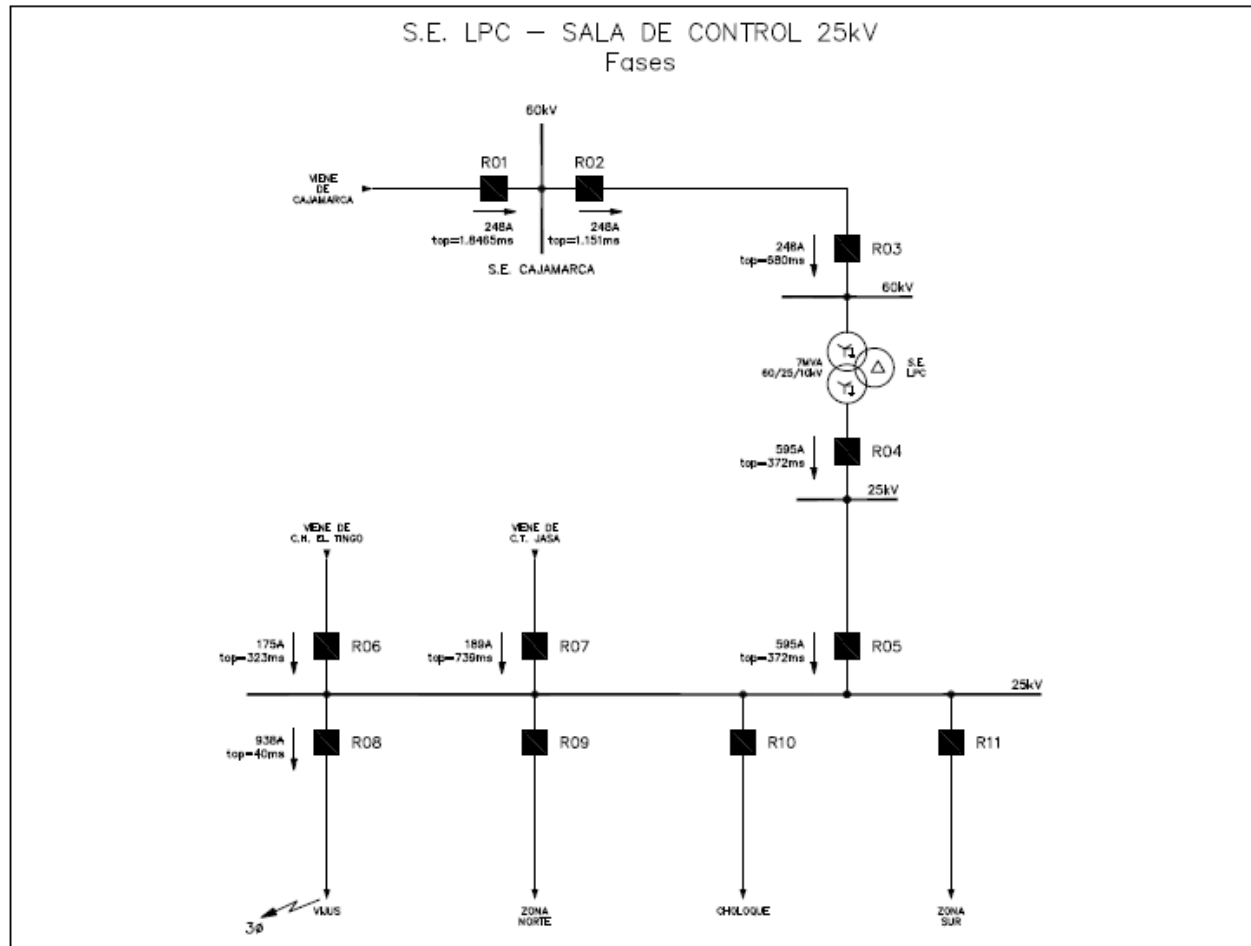 S.E. LPC – SALA DE CONTROL 25kV
Fases
60kV
R01
R02
VIENE
DE
CAJAMARCA
248A
top=1.8465ms
248A
top=1.151ms
S.E. CAJAMARCA
248A
top=680ms
R03
60kV
7MVA
60/25/10kV
S.E.
LPC
595A
top=372ms
R04
25kV
VIENE DE
C.H. EL TINGO
VIENE DE
C.T. JASA
175A
top=323ms
R06
189A
top=739ms
R07
595A
top=372ms
R05
25kV
938A
top=40ms
R08
R09
R10
R11
3ø
VIJUS
ZONA
NORTE
CHOLOQUE
ZONA
SUR